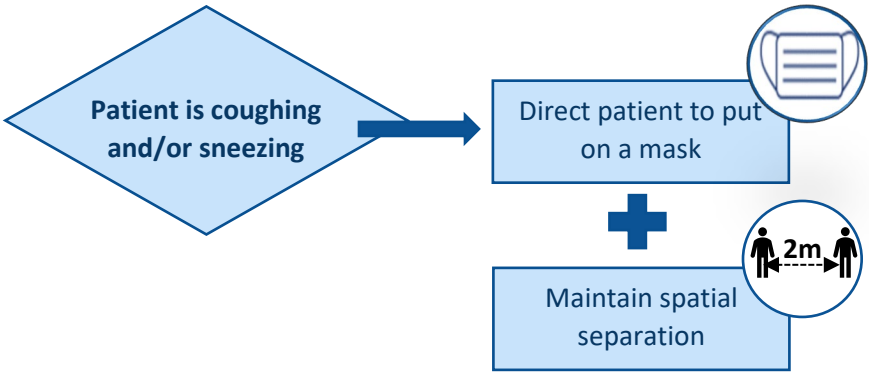 Patient is coughing
and/or sneezing
Direct patient to put
on a mask
2m
Maintain spatial
separation